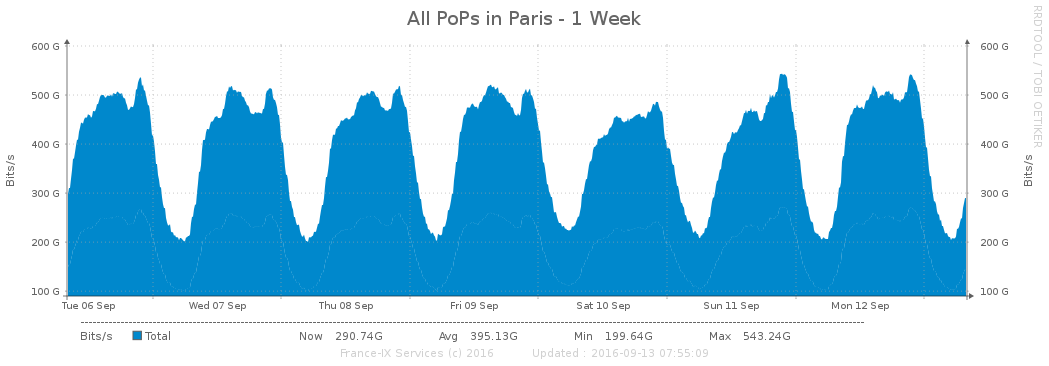 All PoPs in Paris - 1 Week
RRDTOOL / TOBI OETIKER
Bits/s
Bits/s
600 G 600 G
500 G 500 G
400 G 400 G
300 G 300 G
200 G 200 G
100 G 100 G
Tue 06 Sep Wed 07 Sep Thu 08 Sep Fri 09 Sep Sat 10 Sep Sun 11 Sep Mon 12 Sep
Bits/s Total Now 290.74G Avg 395.13G Min 199.64G Max 543.24G
France-IX Services (c) 2016 Updated : 2016-09-13 07:55:09